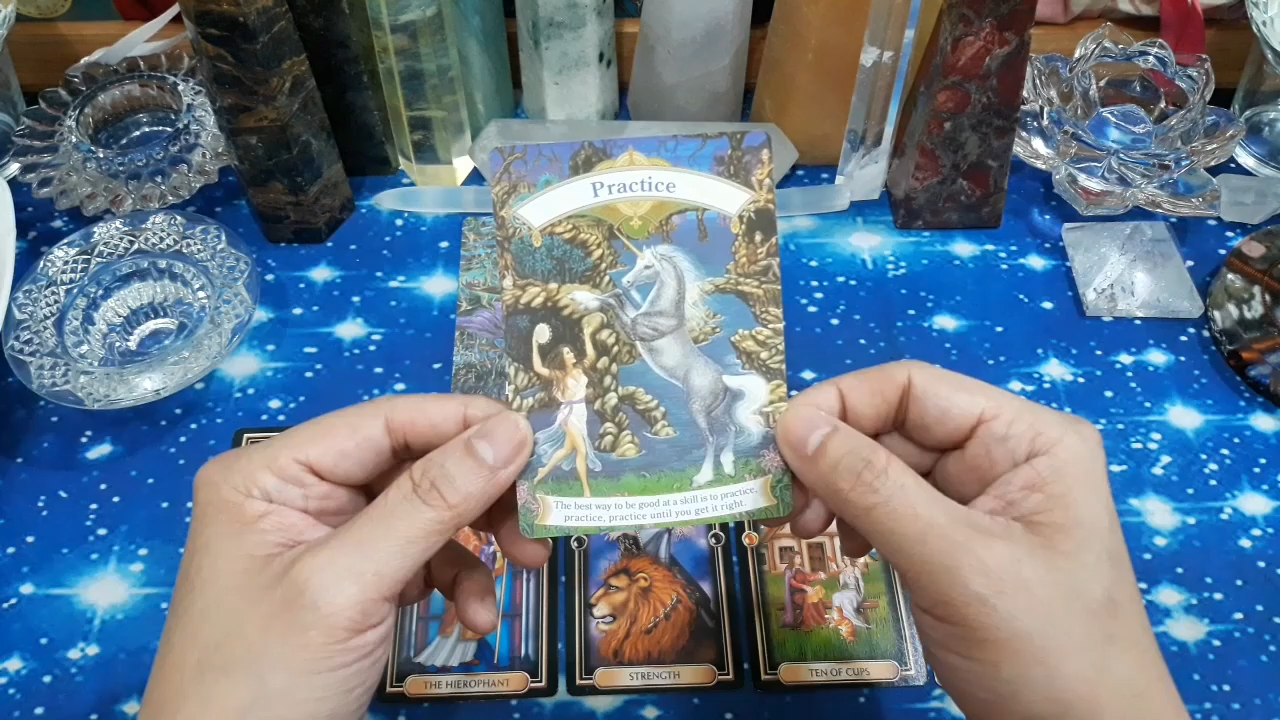 Practice
The best way to be good at a skill is to practice,
practice, practice until you get it right.
THE HIEROPHANT
STRENGTH
TEN OF CUPS